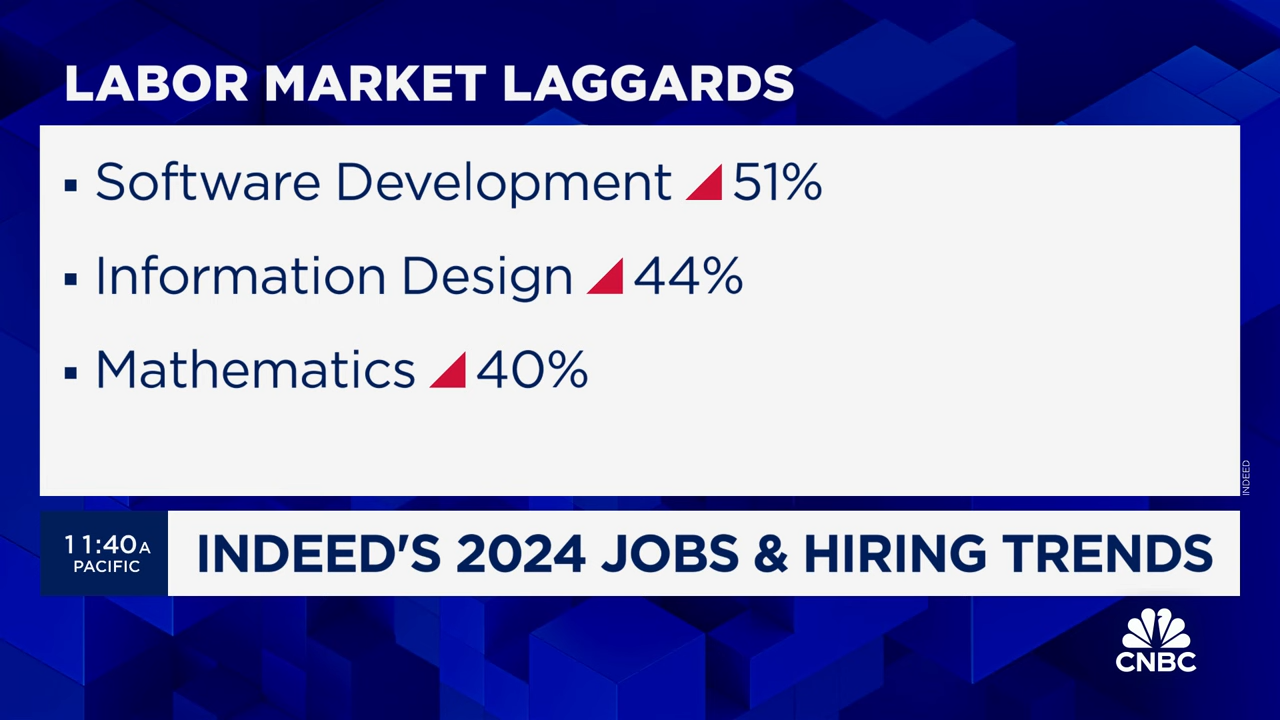 LABOR MARKET LAGGARDS
▪ Software Development ◢ 51%
▪ Information Design ◢ 44%
▪ Mathematics ◢ 40%
INDEED
11:40A
PACIFIC
INDEED'S 2024 JOBS & HIRING TRENDS
CNBC